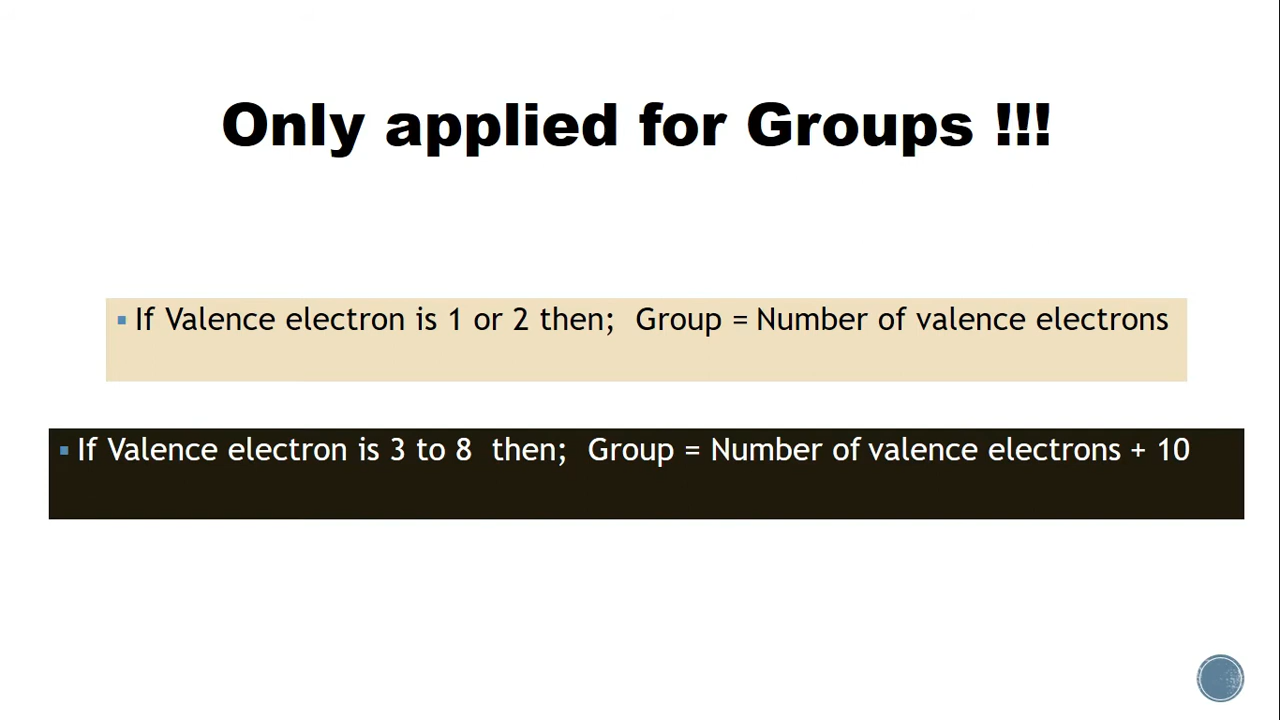 Only applied for Groups !!!
▪ If Valence electron is 1 or 2 then;  Group = Number of valence electrons
▪ If Valence electron is 3 to 8  then;  Group = Number of valence electrons + 10